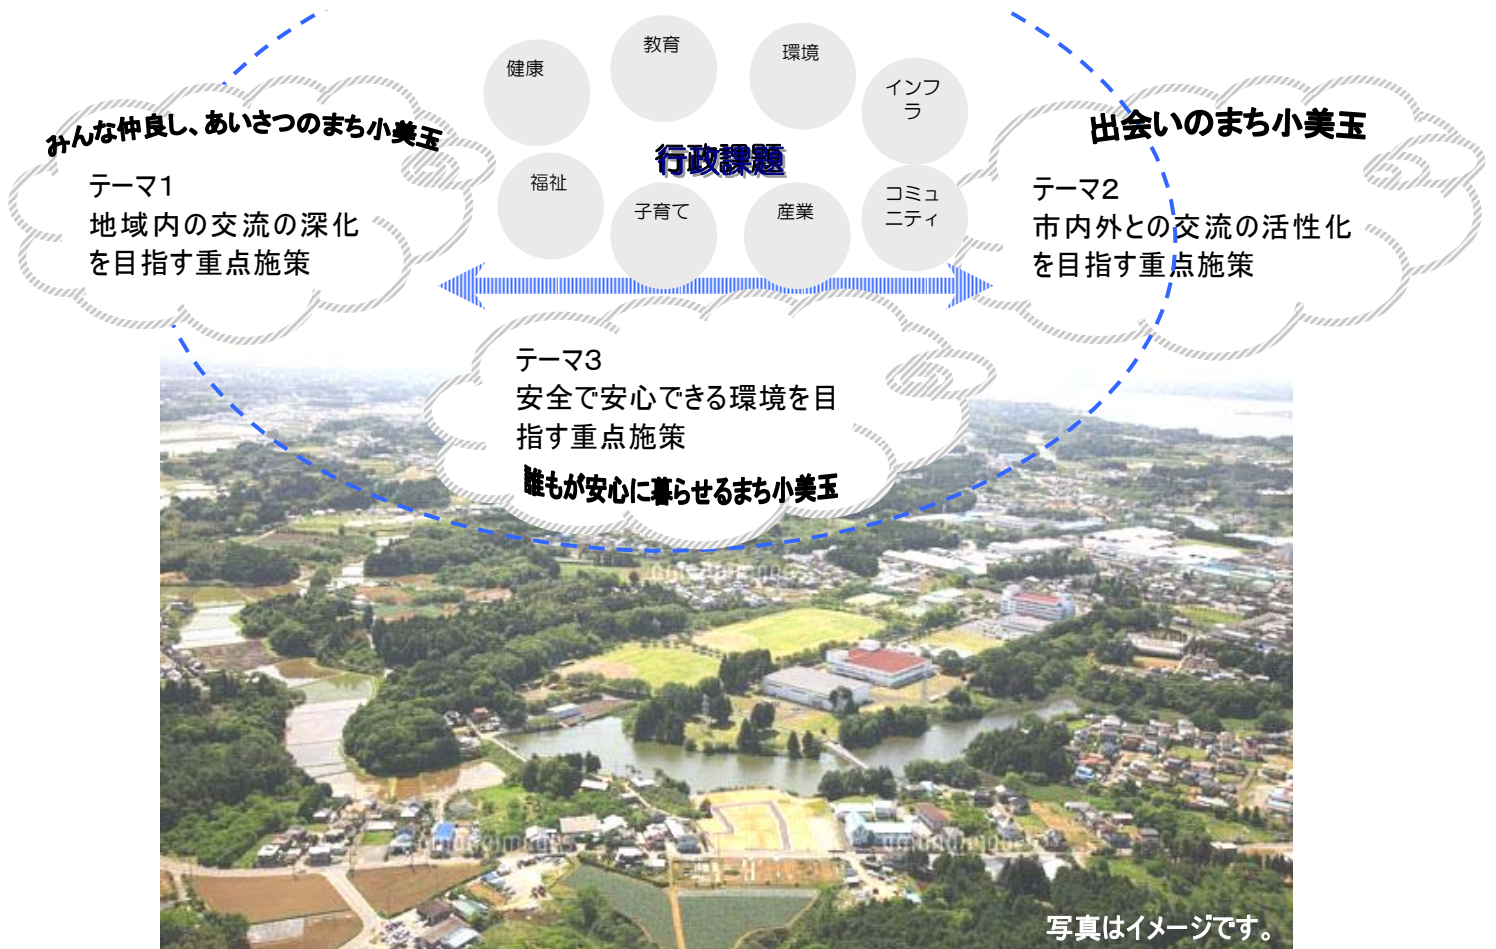 教育
環境
健康
インフ
ラ
みんな仲良し、あいさつのまち小美玉
出会いのまち小美玉
行政課題
テーマ1
地域内の交流の深化
を目指す重点施策
福祉
子育て
産業
コミュ
ニティ
テーマ2
市内外との交流の活性化
を目指す重点施策
テーマ3
安全で安心できる環境を目
指す重点施策
誰もが安心に暮らせるまち小美玉
写真はイメージです。